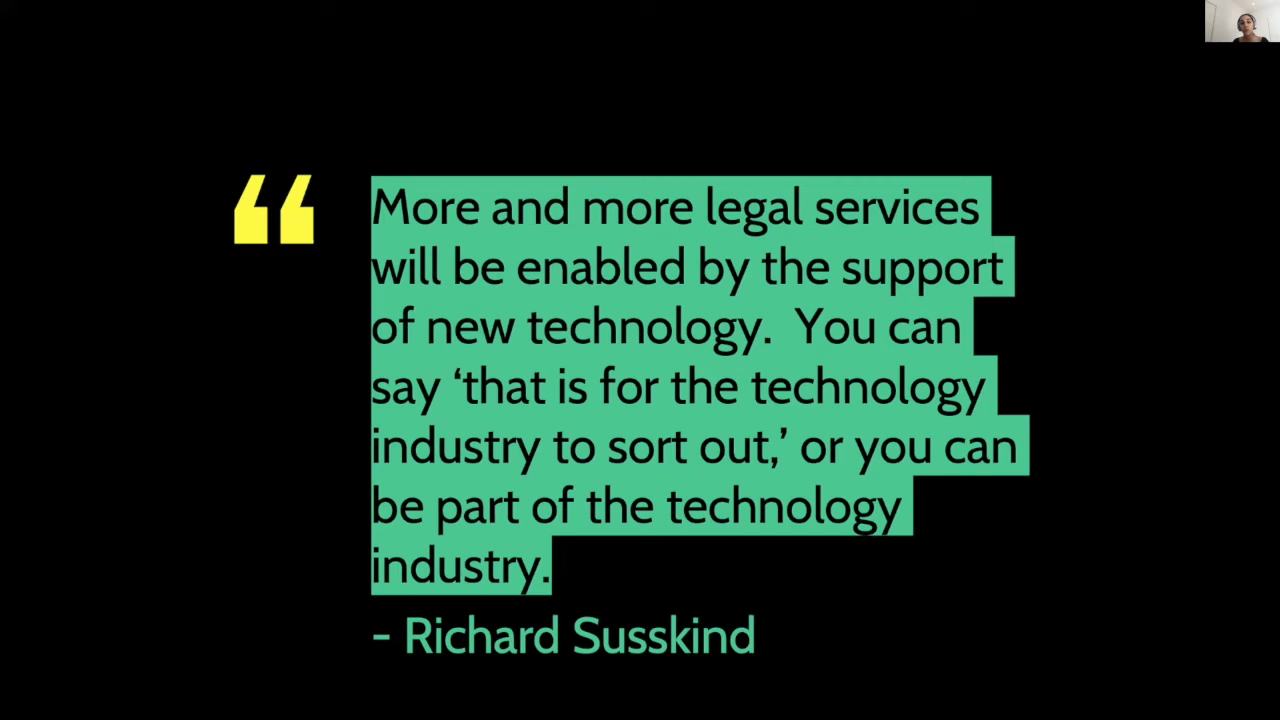 “
More and more legal services
will be enabled by the support
of new technology.  You can
say ‘that is for the technology
industry to sort out,’ or you can
be part of the technology
industry.
- Richard Susskind